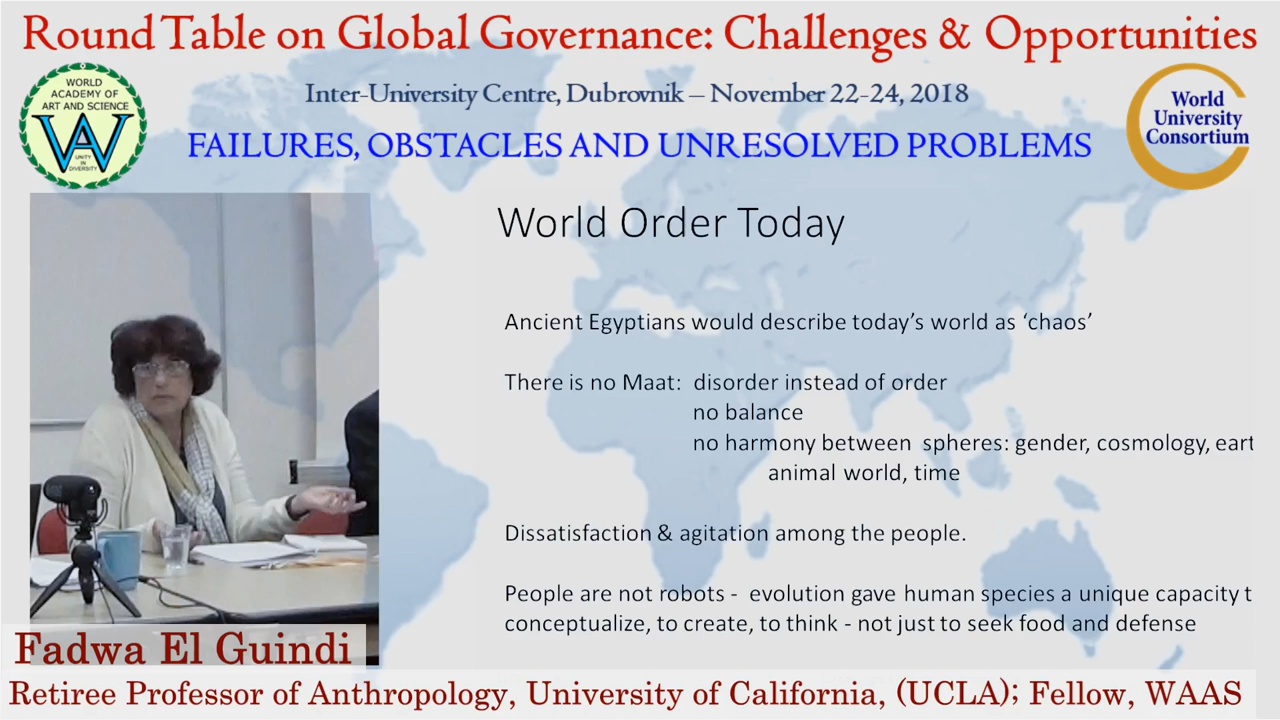 Round Table on Global Governance: Challenges & Opportunities
Inter-University Centre, Dubrovnik – November 22-24, 2018
FAILURES, OBSTACLES AND UNRESOLVED PROBLEMS
WORLD
ACADEMY OF
ART AND SCIENCE
WA
UNITY
IN
DIVERSITY
World
University
Consortium
World Order Today
Ancient Egyptians would describe today's world as 'chaos'
There is no Maat: disorder instead of order
no balance
no harmony between spheres: gender, cosmology, eart
animal world, time
Dissatisfaction & agitation among the people.
People are not robots - evolution gave human species a unique capacity t
conceptualize, to create, to think - not just to seek food and defense
Fadwa El Guindi
Retiree Professor of Anthropology, University of California, (UCLA); Fellow, WAAS